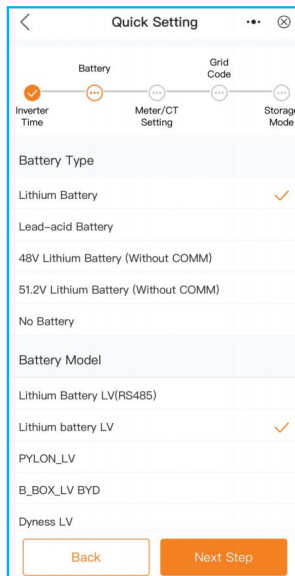 Quick Setting
Battery
Grid
Code
Inverter
Time
Meter/CT
Setting
Storage
Mode
Battery Type
Lithium Battery
Lead-acid Battery
48V Lithium Battery (Without COMM)
51.2V Lithium Battery (Without COMM)
No Battery
Battery Model
Lithium Battery LV(RS485)
Lithium battery LV
PYLON_LV
B_BOX_LV BYD
Dyness LV
Back
Next Step